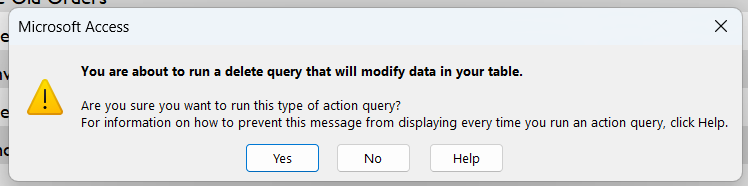 Old Orders
Microsoft Access
You are about to run a delete query that will modify data in your table.
Are you sure you want to run this type of action query?
For information on how to prevent this message from displaying every time you run an action query, click Help.
Yes
No
Help